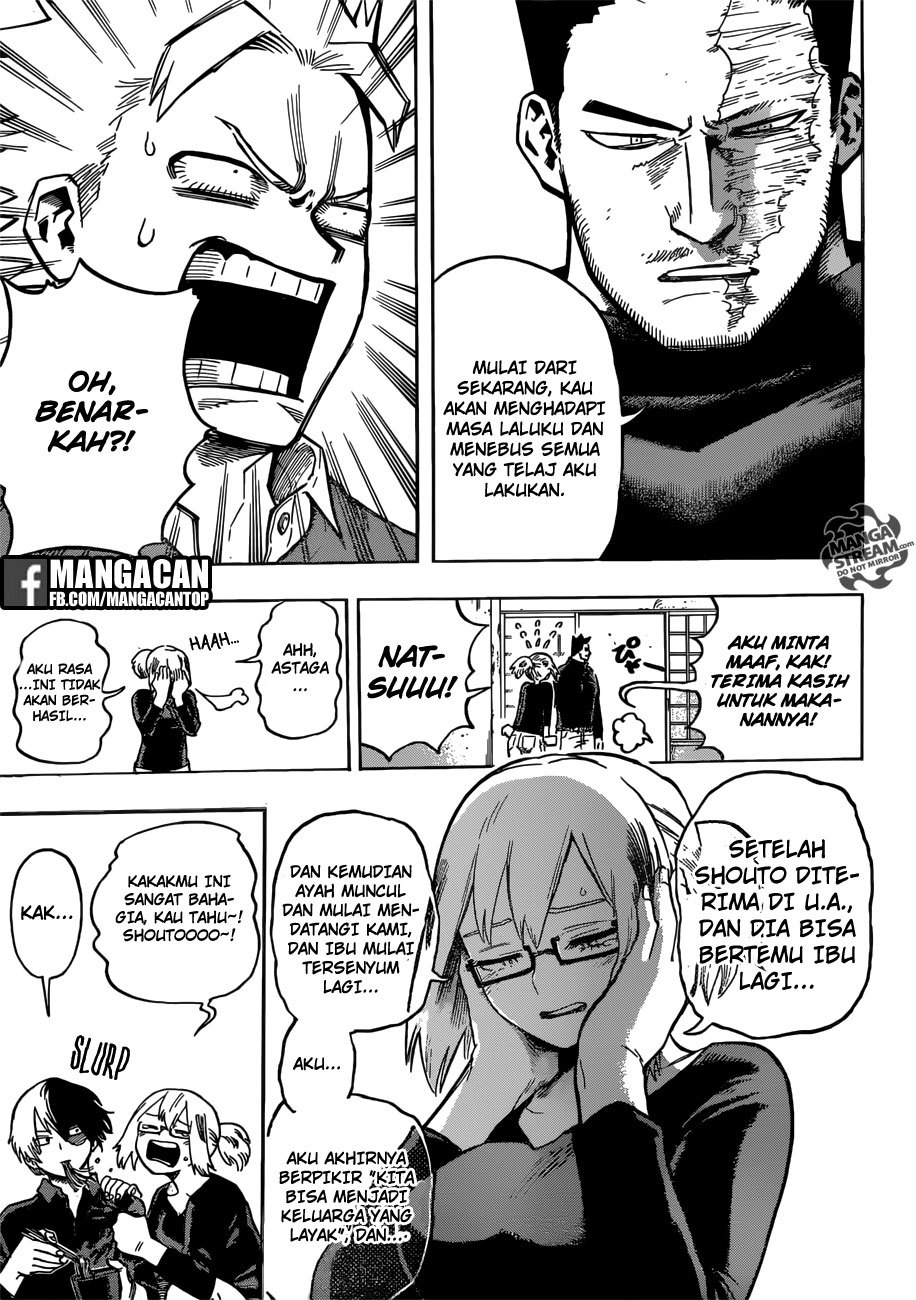 MULAI DARI
SEKARANG, KAU
AKAN MENGHADAPI
MASA LALUKU DAN
MENEBUS SEMUA
YANG TELAJ AKU
LAKUKAN.
OH,
BENAR-
KAH?!
MANGA
STREAM.com
DO NOT MIRROR
f MANGACAN
FB.COM/MANGACANTOP
AKU MINTA
MAAF, KAK!
TERIMA KASIH
UNTUK MAKA-
NANNYA!
NAT-
SUUU!
AHH,
ASTAGA
...
HAAH...
AKU RASA
...INI TIDAK
AKAN BER-
HASIL...
SETELAH
SHOUTO DITE-
RIMA DI U.A.,
DAN DIA BISA
BERTEMU IBU
LAGI...
DAN KEMUDIAN
AYAH MUNCUL
DAN MULAI MEN-
DATANGI KAMI,
DAN IBU MULAI
TERSENYUM
LAGI...
AKU...
AKU AKHIRNYA
BERPIKIR "KITA
BISA MENJADI
KELUARGA YANG
LAYAK", DAN...
KAKAKMU INI
SANGAT BAHA-
GIA, KAU TAHU~!
SHOUTOOOO~!
KAK...
SLURP